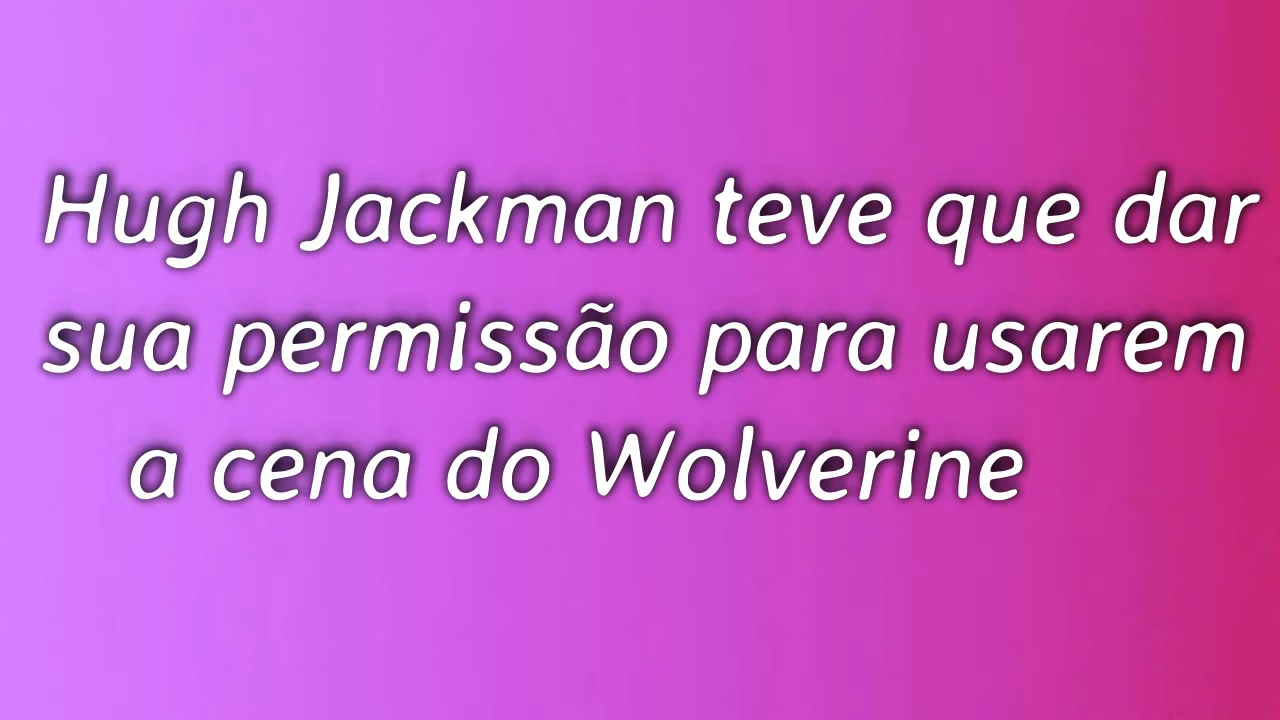 Hugh Jackman teve que dar
sua permissão para usarem
a cena do Wolverine